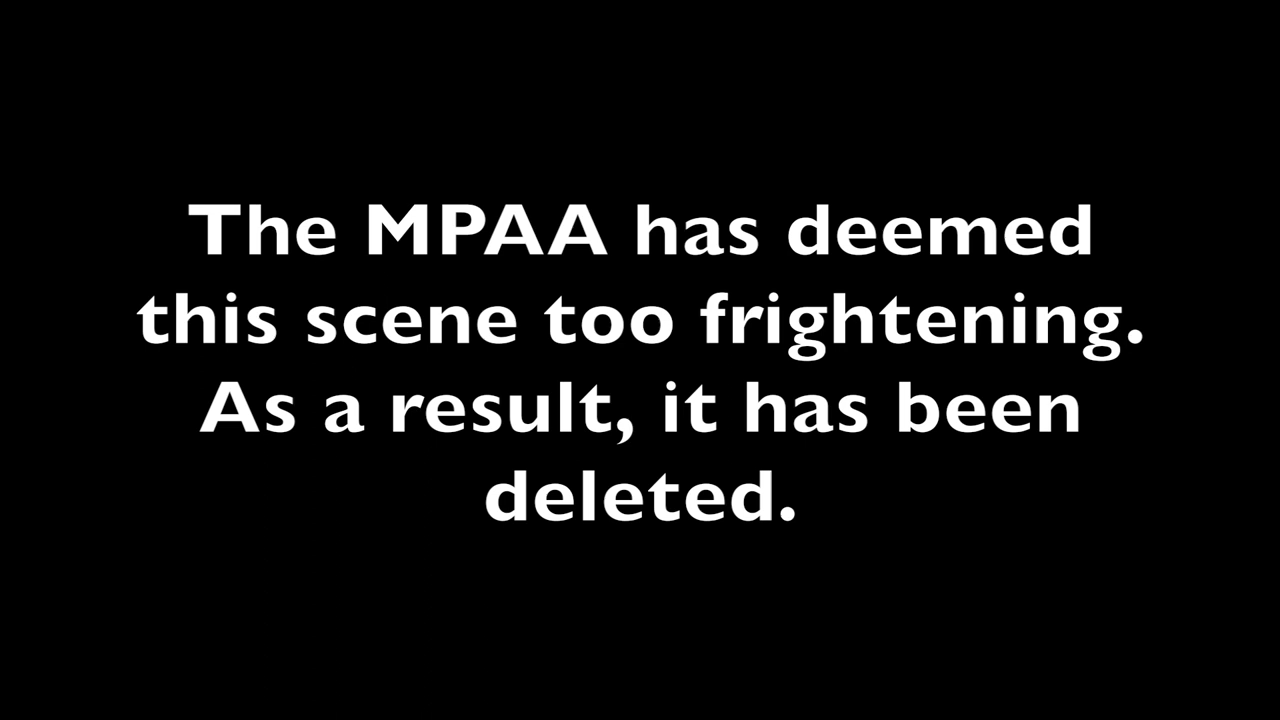 The MPAA has deemed
this scene too frightening.
As a result, it has been
deleted.